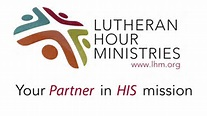 LUTHERAN
HOUR
MINISTRIES
www.lhm.org
Your Partner in HIS mission